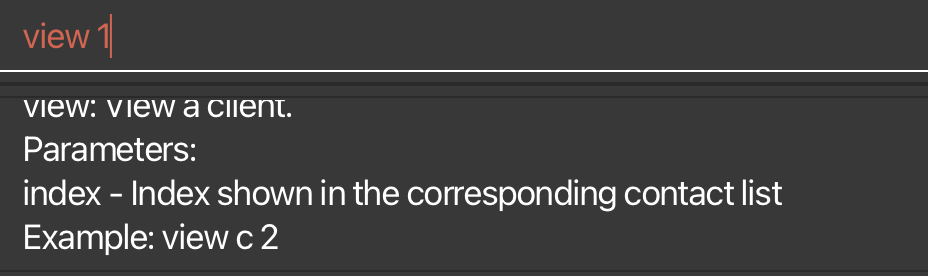 view 1
view: View a client.
Parameters:
index - Index shown in the corresponding contact list
Example: view c 2